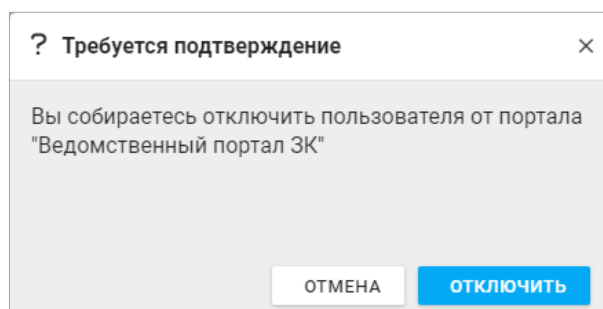 ? Требуется подтверждение
Вы собираетесь отключить пользователя от портала
"Ведомственный портал ЗК"
ОТМЕНА
ОТКЛЮЧИТЬ